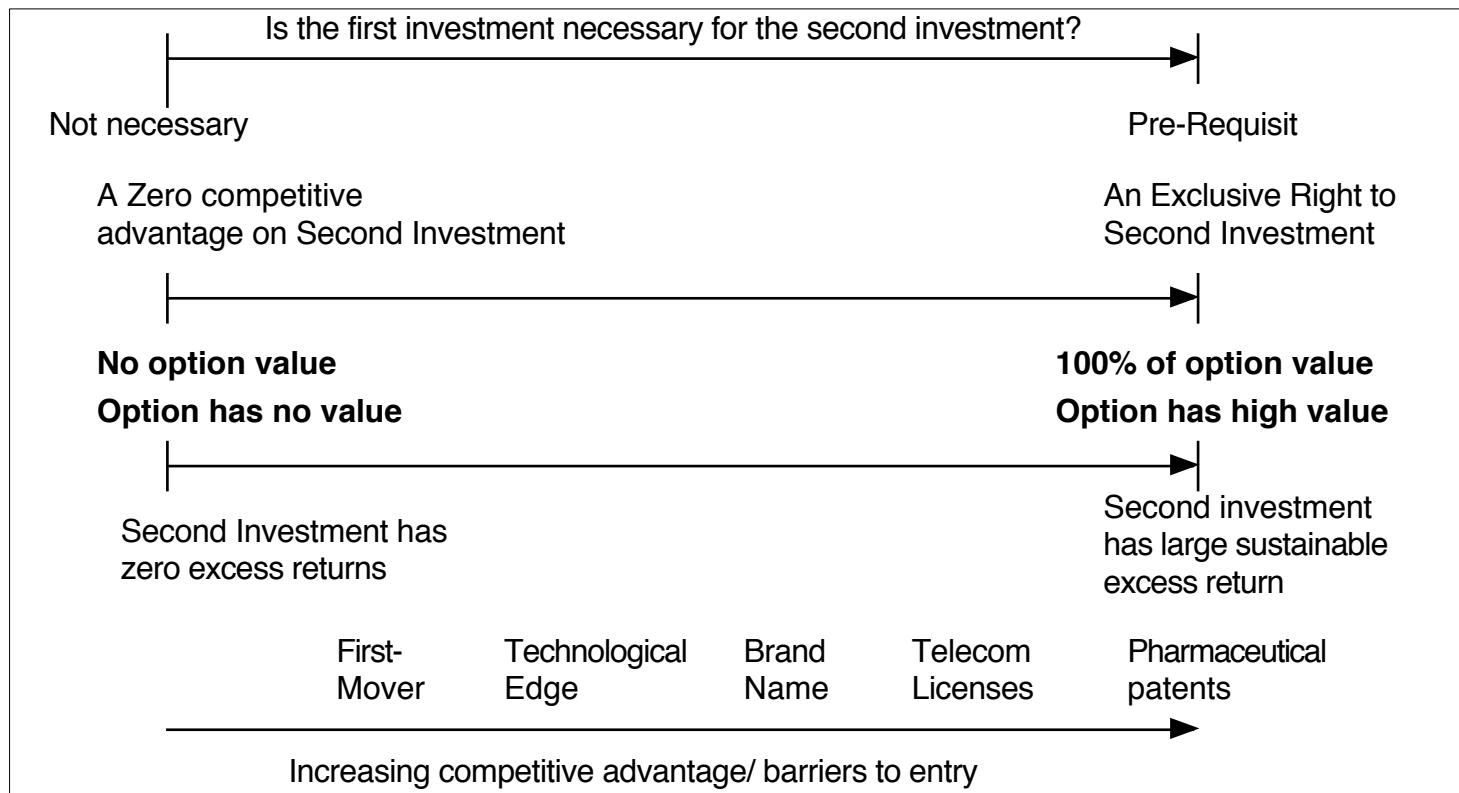 Is the first investment necessary for the second investment?
Not necessary
Pre-Requisit
A Zero competitive
advantage on Second Investment
An Exclusive Right to
Second Investment
No option value
Option has no value
100% of option value
Option has high value
Second Investment has
zero excess returns
Second investment
has large sustainable
excess return
First-
Mover
Technological
Edge
Brand
Name
Telecom
Licenses
Pharmaceutical
patents
Increasing competitive advantage/ barriers to entry